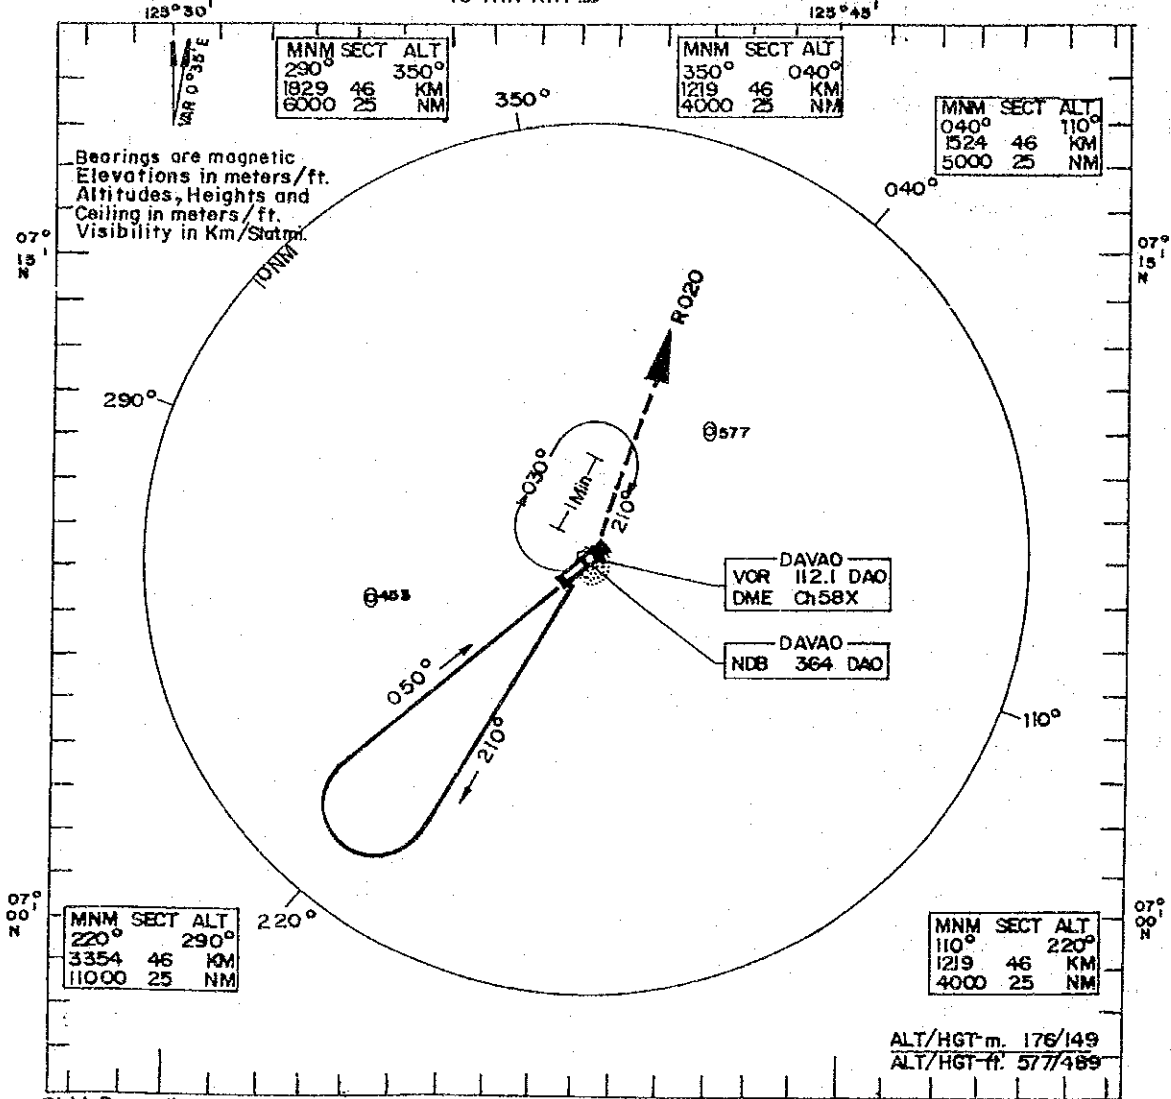 125°30'
125°45'
VAR 0°35'E
MNM SECT ALT
290° 350°
1829 46 KM
6000 25 NM
MNM SECT ALT
350° 040°
1219 46 KM
4000 25 NM
MNM SECT ALT
040° 110°
1524 46 KM
5000 25 NM
Bearings are magnetic
Elevations in meters/ft.
Altitudes, Heights and
Ceiling in meters/ft.
Visibility in Km/Statmi.
350°
040°
07°
15'
N
07°
15'
N
10NM
R020
290°
577
030°
1Min
210°
DAVAO
VOR 112.1 DAO
DME Ch58X
453
DAVAO
NDB 364 DAO
050°
210°
110°
220°
07°
00'
N
07°
00'
N
MNM SECT ALT
220° 290°
3354 46 KM
11000 25 NM
MNM SECT ALT
110° 220°
1219 46 KM
4000 25 NM
ALT/HGT-m. 176/149
ALT/HGT-ft. 577/489